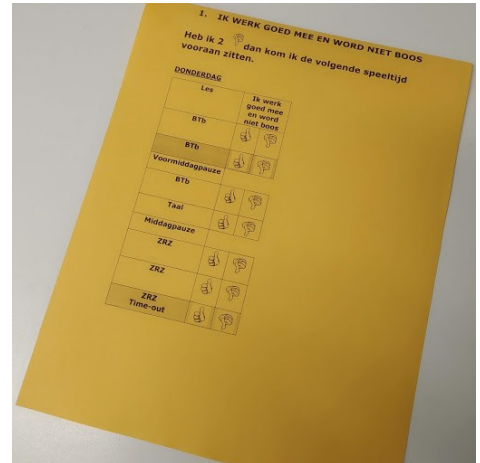 1. IK WERK GOED MEE EN WORD NIET BOOS
Heb ik 2 dan kom ik de volgende speeltijd
vooraan zitten.
DONDERDAG
Les
Ik werk
goed mee
en word
niet boos
BTb
BTb
Voormiddagpauze
BTb
Taal
Middagpauze
ZRZ
ZRZ
ZRZ
Time-out